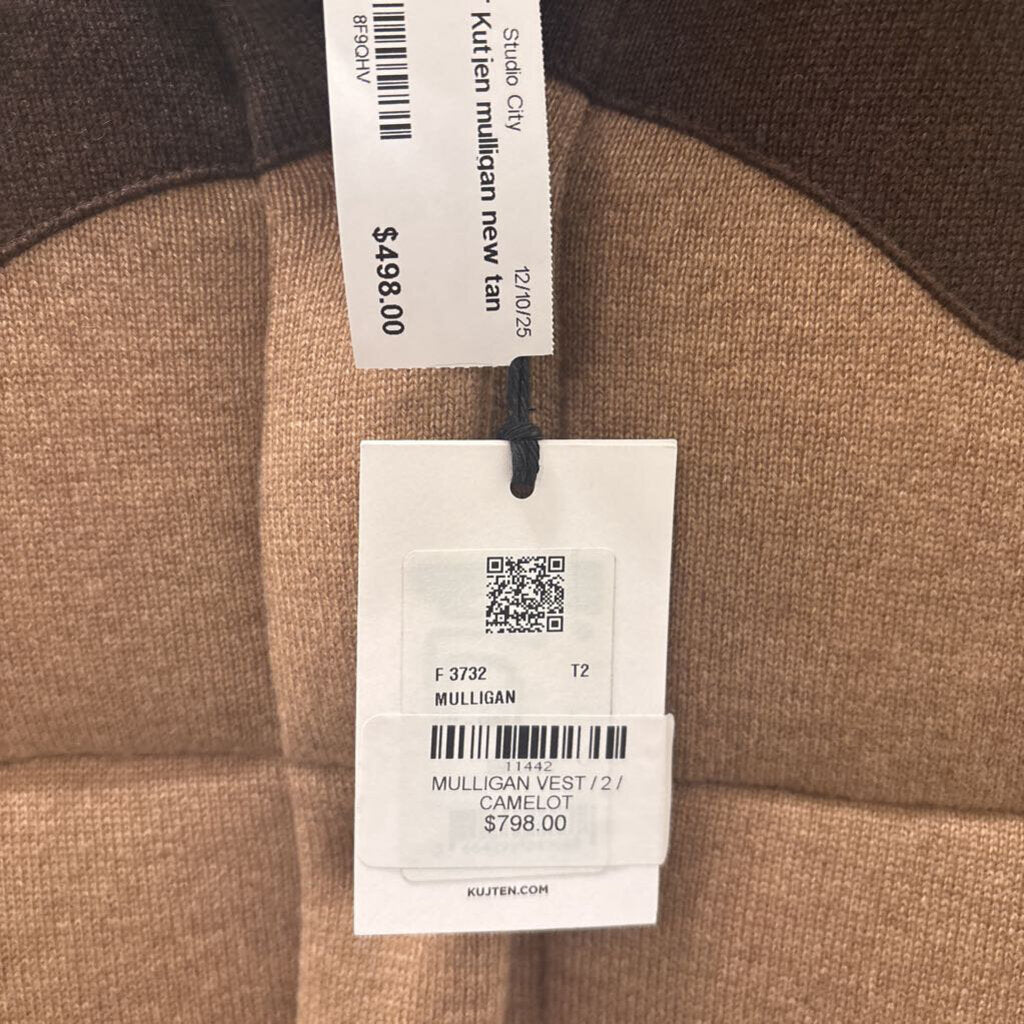 Studio City
12/10/25
Kutjen mulligan new tan
8F9QHV
$498.00
F 3732 T2
MULLIGAN
11442
MULLIGAN VEST / 2 /
CAMELOT
$798.00
KUJTEN.COM